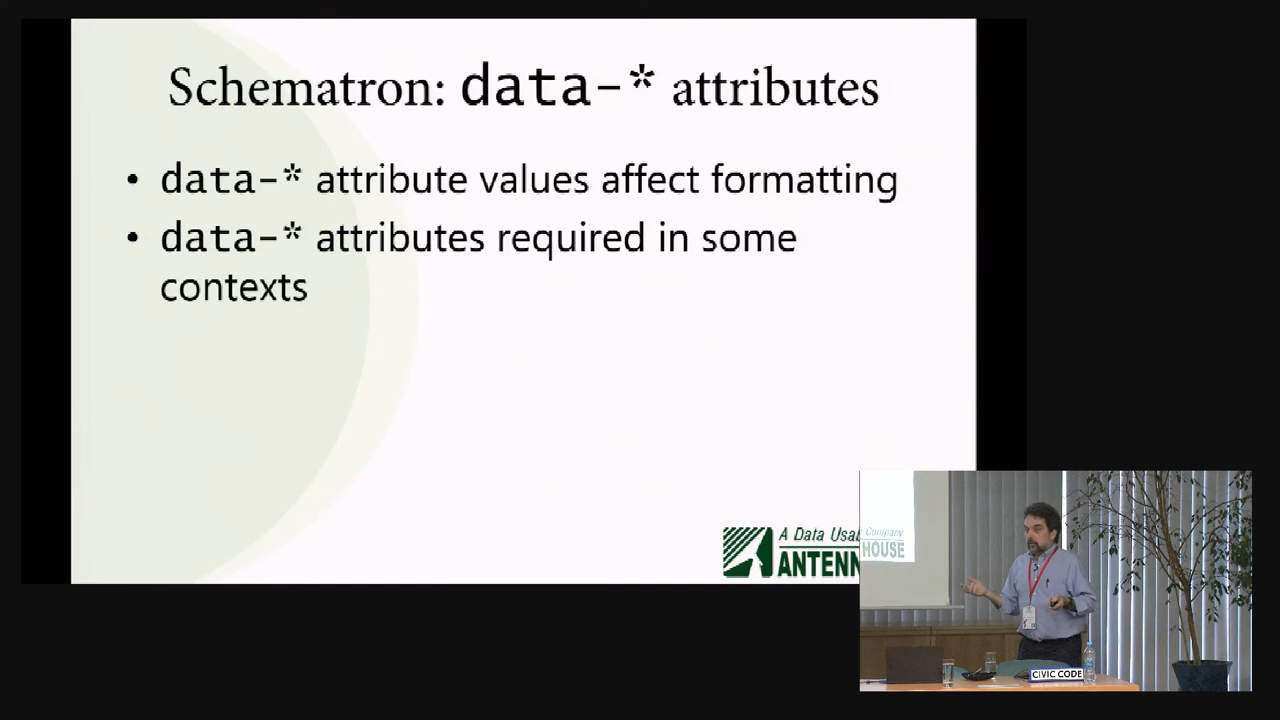 Schematron: data-* attributes
• data-* attribute values affect formatting
• data-* attributes required in some
contexts
A Data Usab Company
ANTENN HOUSE
CIVIC CODE